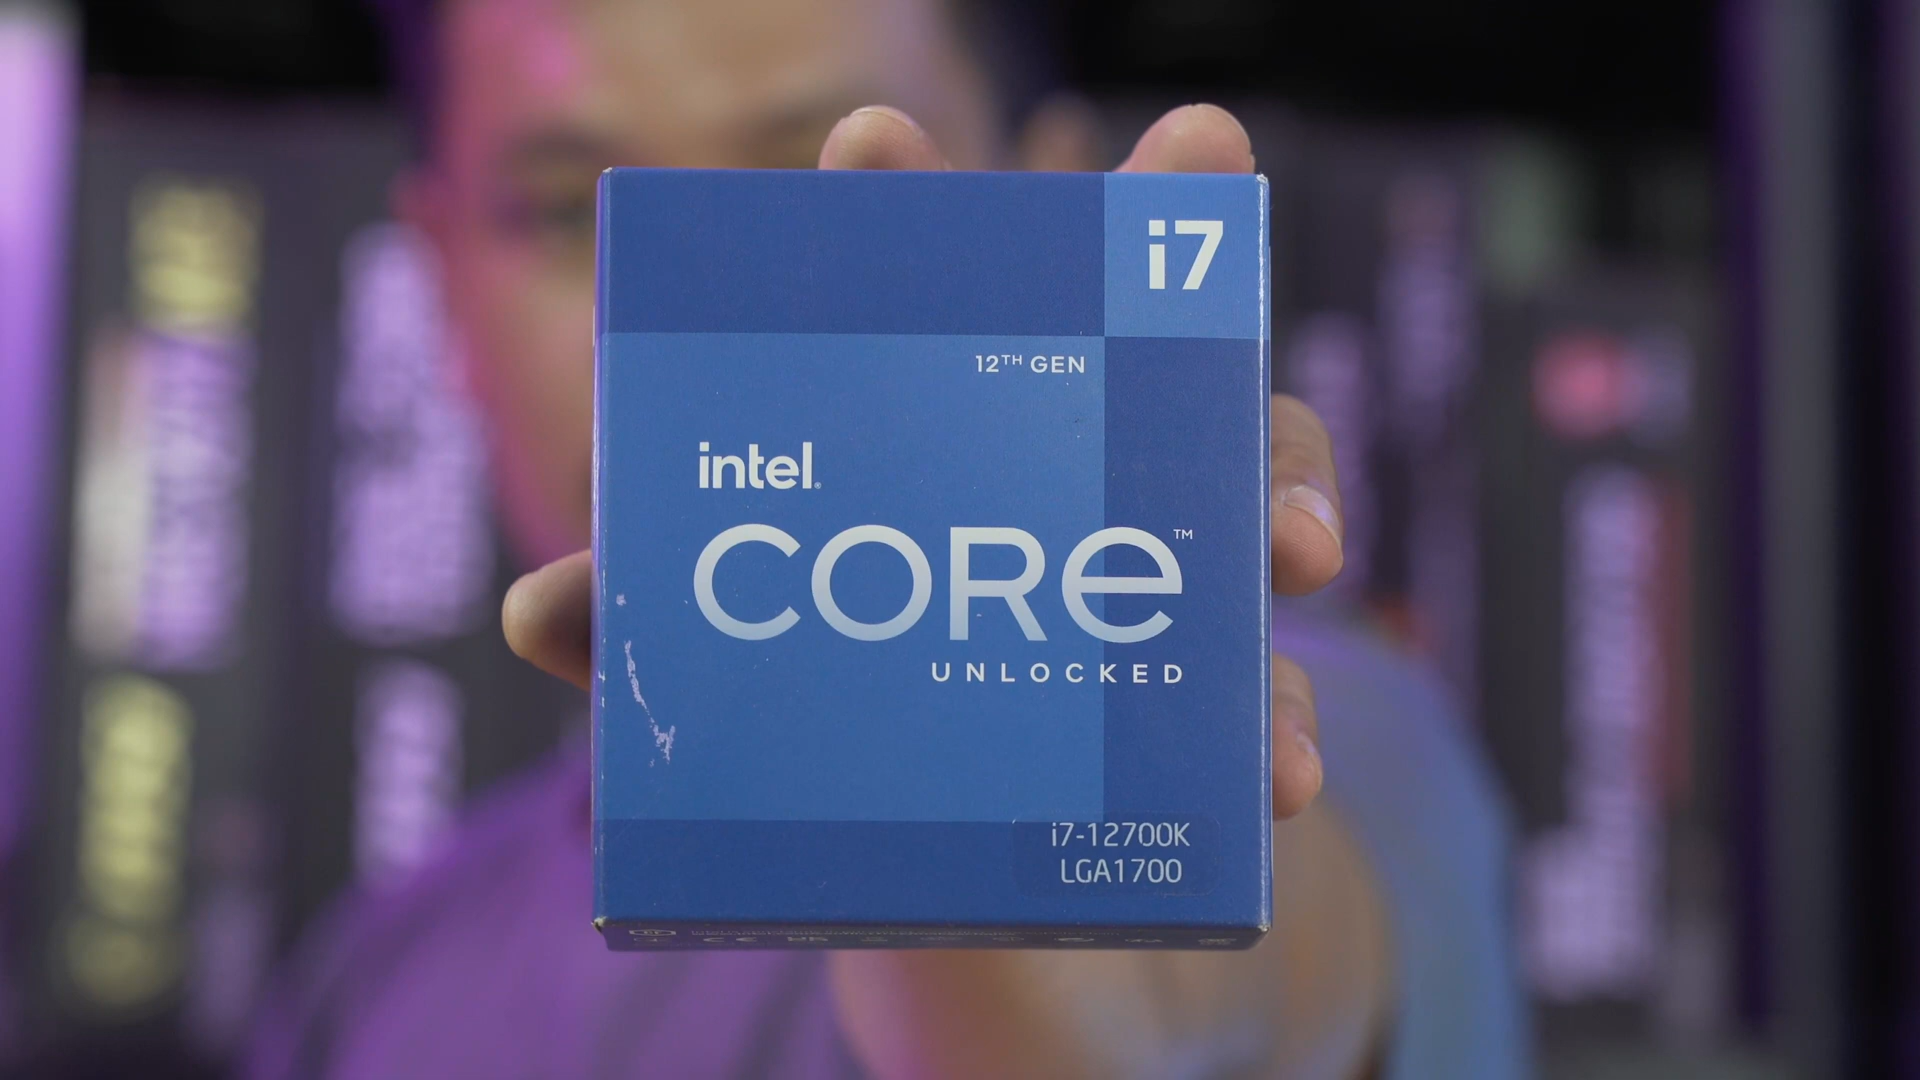 i7
12TH GEN
intel®
CORE™
UNLOCKED
i7-12700K
LGA1700